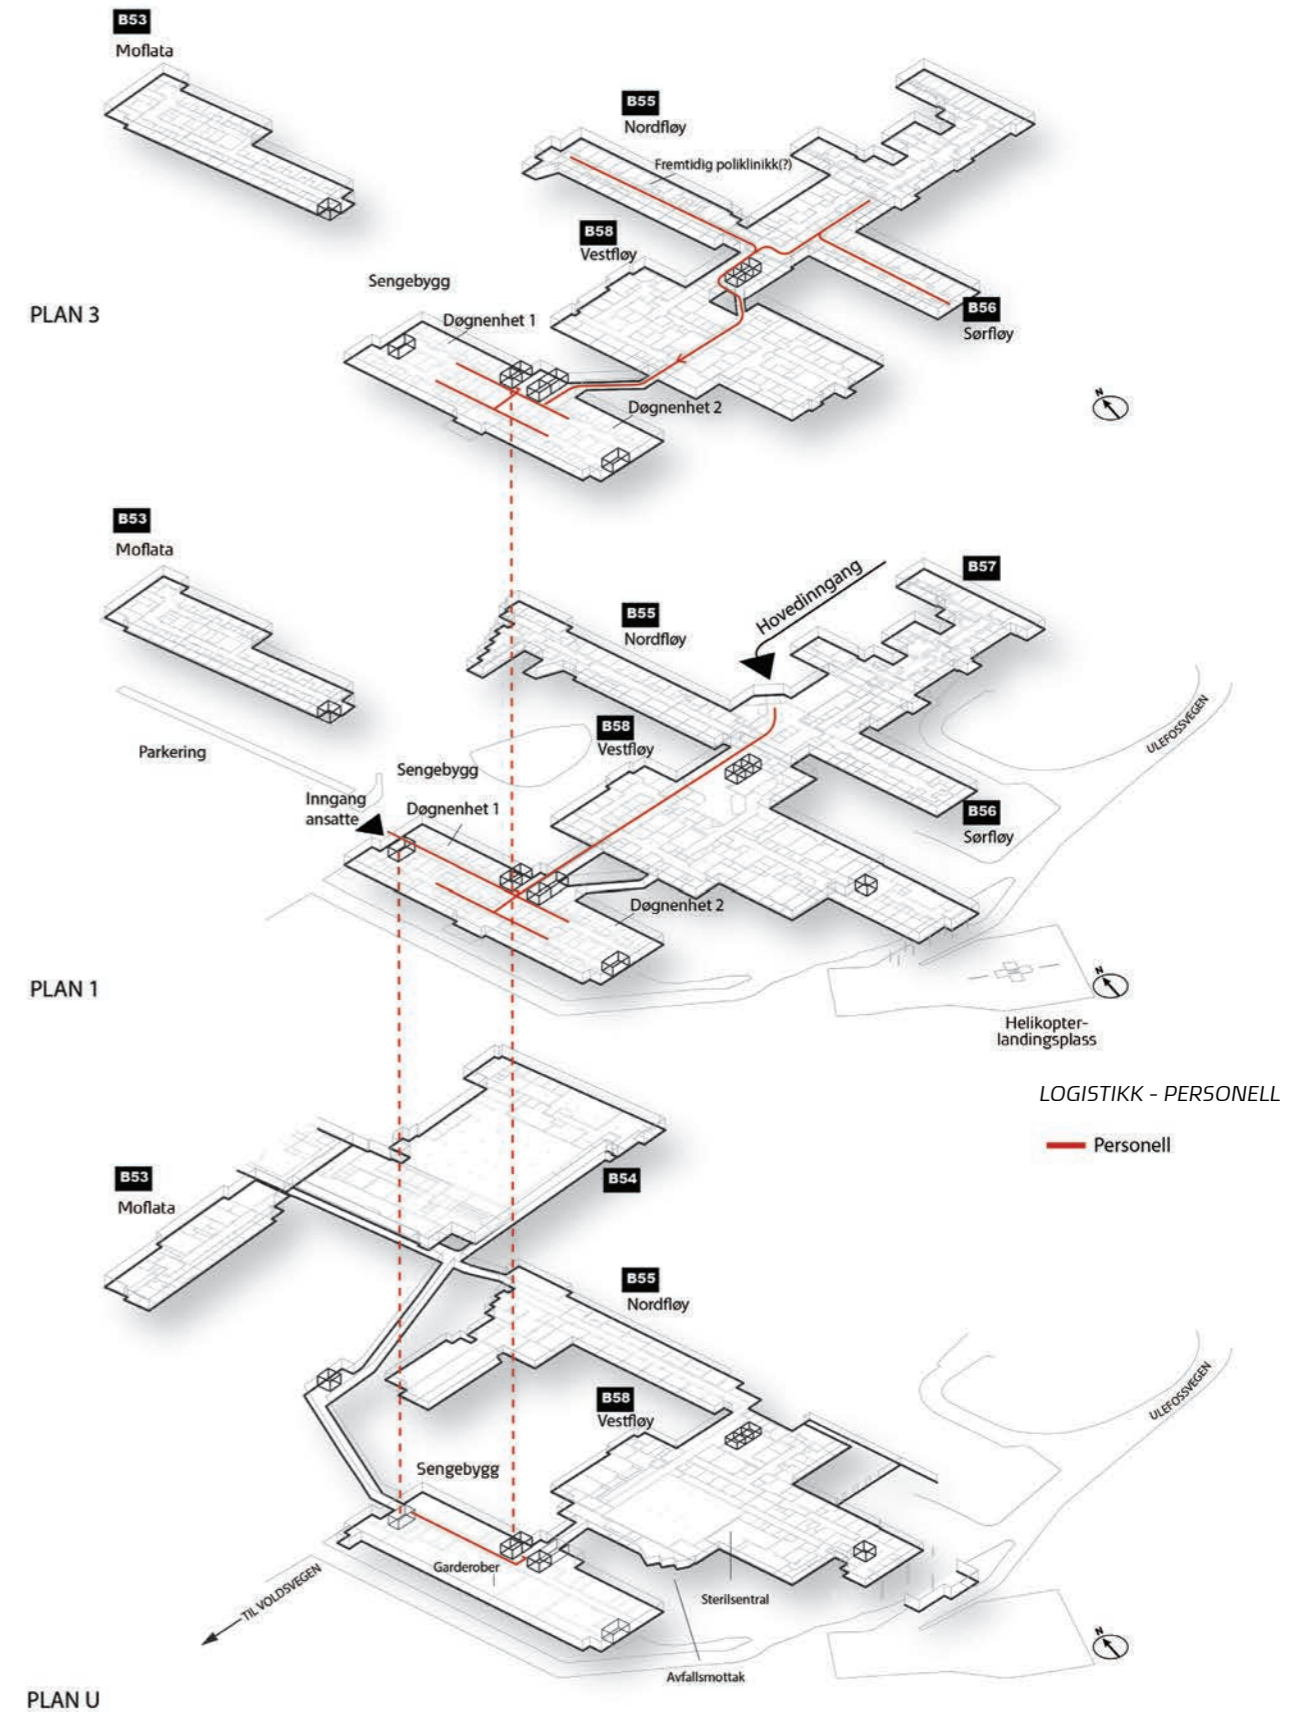 B53
Moflata
B55
Nordfløy
Fremtidig poliklinikk(?)
B58
Vestfløy
Sengebygg
Døgnenhet 1
PLAN 3
B56
Sørfløy
Døgnenhet 2
N
B53
Moflata
Hovedinngang
B57
B55
Nordfløy
B58
Vestfløy
ULEFOSSVEGEN
Parkering
Sengebygg
Inngang
ansatte
Døgnenhet 1
B56
Sørfløy
Døgnenhet 2
PLAN 1
N
Helikopter-
landingsplass
LOGISTIKK - PERSONELL
Personell
B53
Moflata
B54
B55
Nordfløy
B58
Vestfløy
ULEFOSSVEGEN
Sengebygg
Garderober
TIL VOLDSVEGEN
Sterilsentral
N
Avfallsmottak
PLAN U